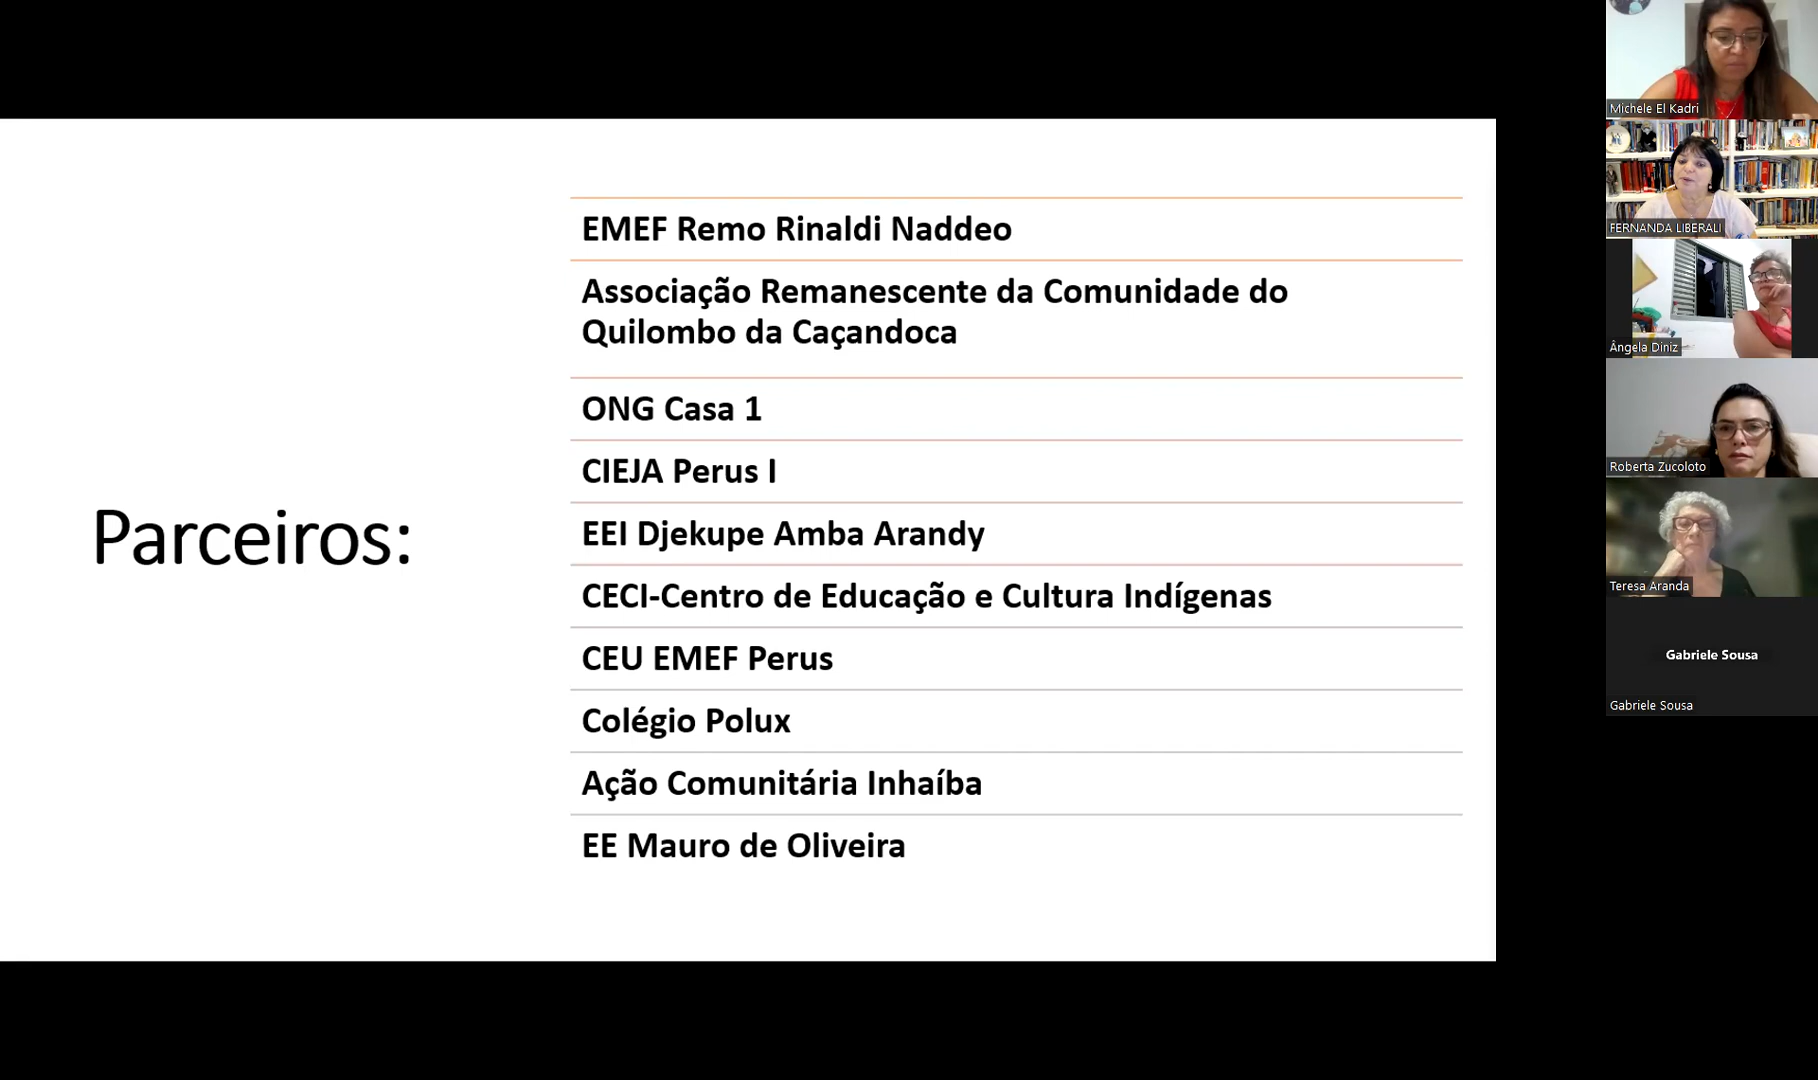 Parceiros:
EMEF Remo Rinaldi Naddeo
Associação Remanescente da Comunidade do
Quilombo da Caçandoca
ONG Casa 1
CIEJA Perus I
EEI Djekupe Amba Arandy
CECI-Centro de Educação e Cultura Indígenas
CEU EMEF Perus
Colégio Polux
Ação Comunitária Inhaíba
EE Mauro de Oliveira
Michele El Kadri
FERNANDA LIBERALI
Ângela Diniz
Roberta Zucoloto
Teresa Aranda
Gabriele Sousa
Gabriele Sousa